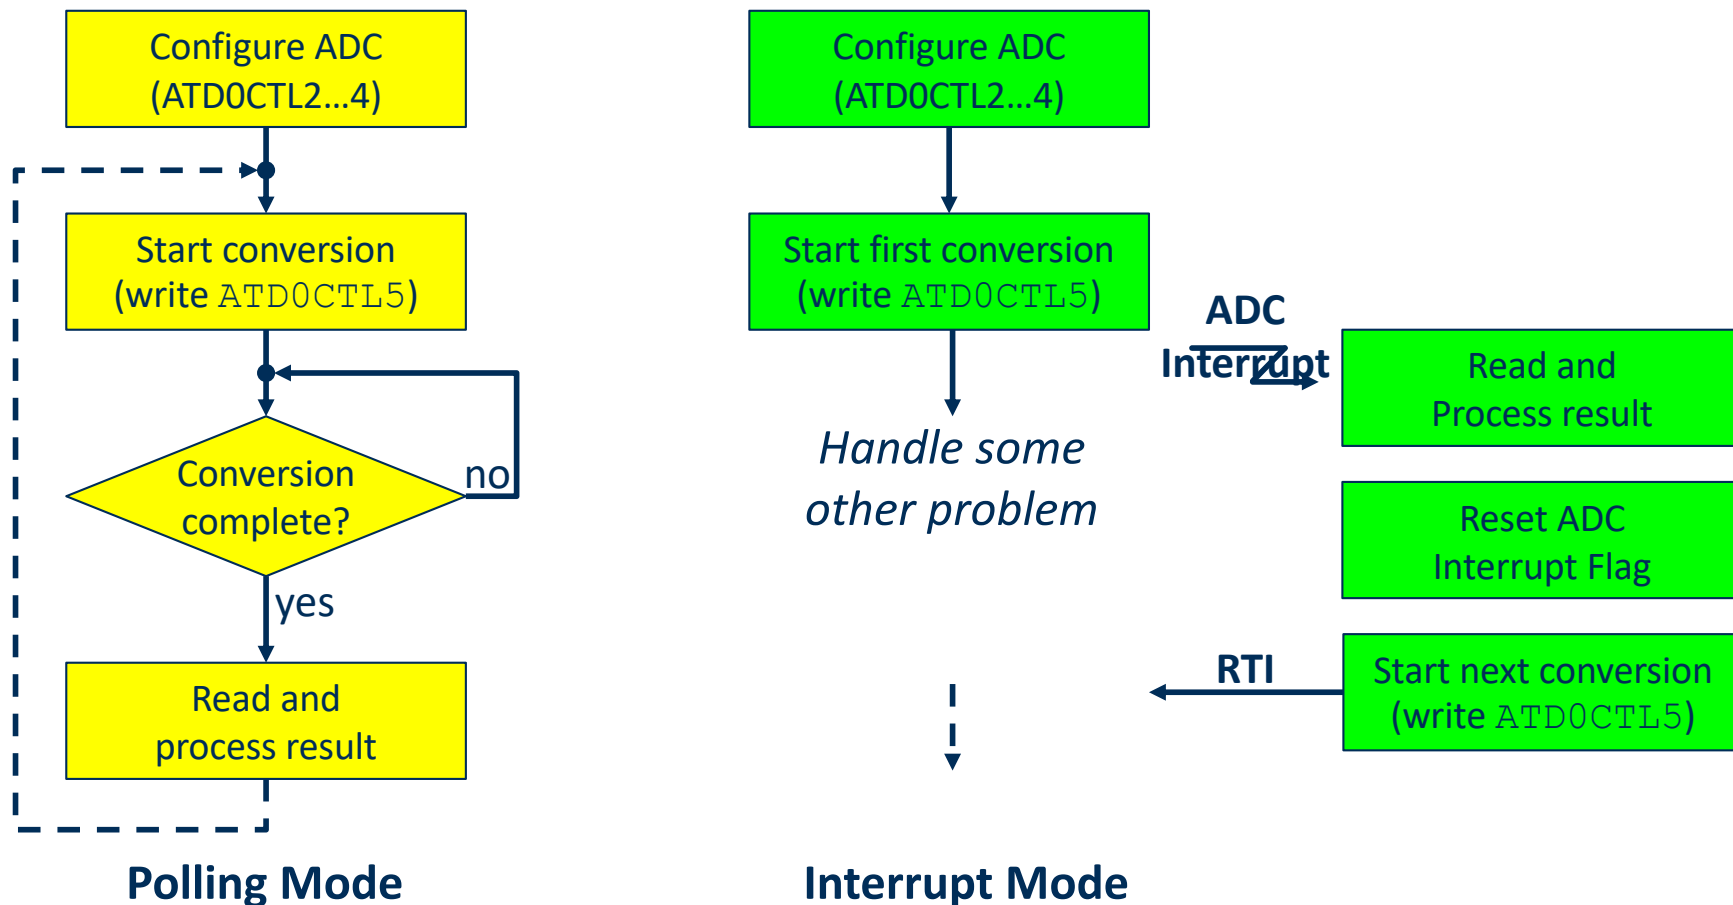 Configure ADC
(ATD0CTL2…4)
Start conversion
(write ATD0CTL5)
Conversion
complete?
no
yes
Read and
process result
Polling Mode
Configure ADC
(ATD0CTL2…4)
Start first conversion
(write ATD0CTL5)
Handle some
other problem
Interrupt Mode
ADC
Interrupt
Read and
Process result
Reset ADC
Interrupt Flag
Start next conversion
(write ATD0CTL5)
RTI